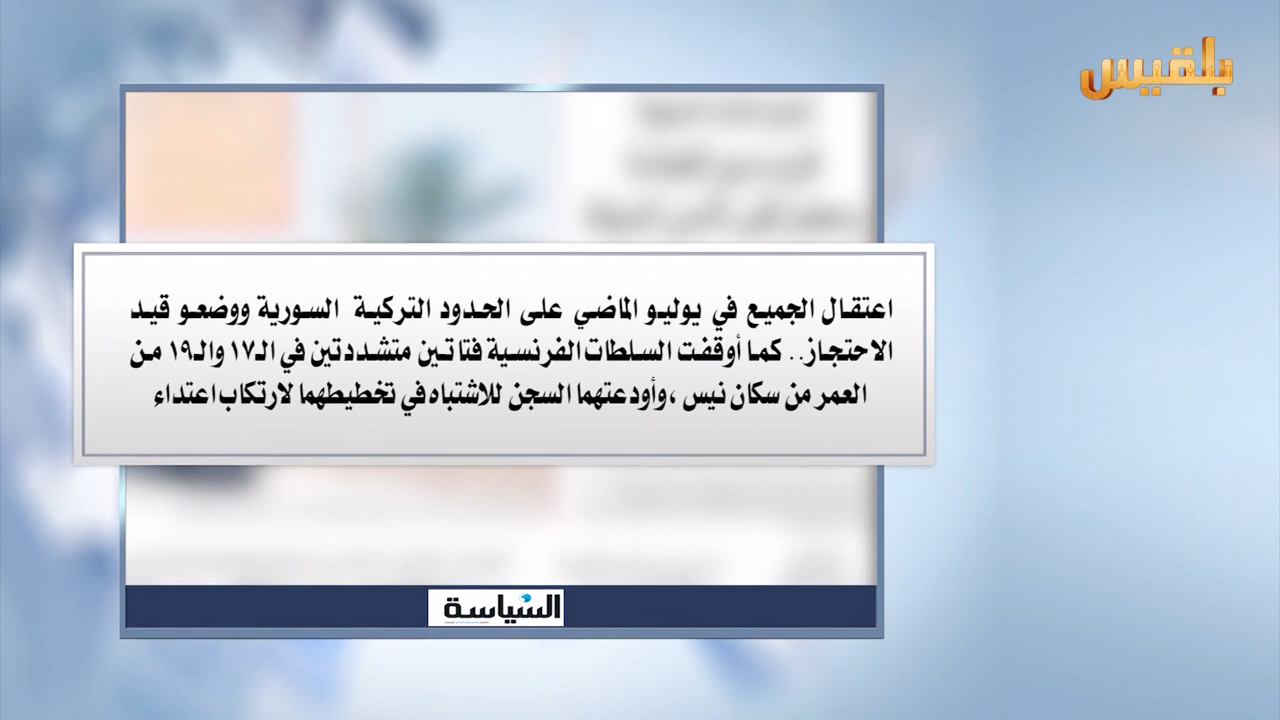 بلقيس
اعتقال الجميع في يوليو الماضي على الحدود التركية السورية ووضعو قيد
الاحتجاز.. كما أوقفت السلطات الفرنسية فتاتين متشددتين في الـ١٧ والـ١٩ من
العمر من سكان نيس ، وأودعتهما السجن للاشتباه في تخطيطهما لارتكاب اعتداء
السياسة